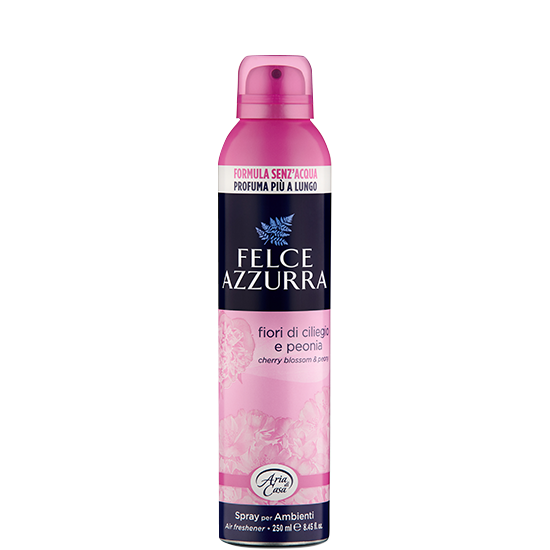 FORMULA SENZ'ACQUA
PROFUMA PIÙ A LUNGO
FELCE
AZZURRA
fiori di ciliegio
e peonia
cherry blossom & peony
Aria di
Casa
Spray per Ambienti
Air freshener • 250 ml e 8.45 fl. oz.